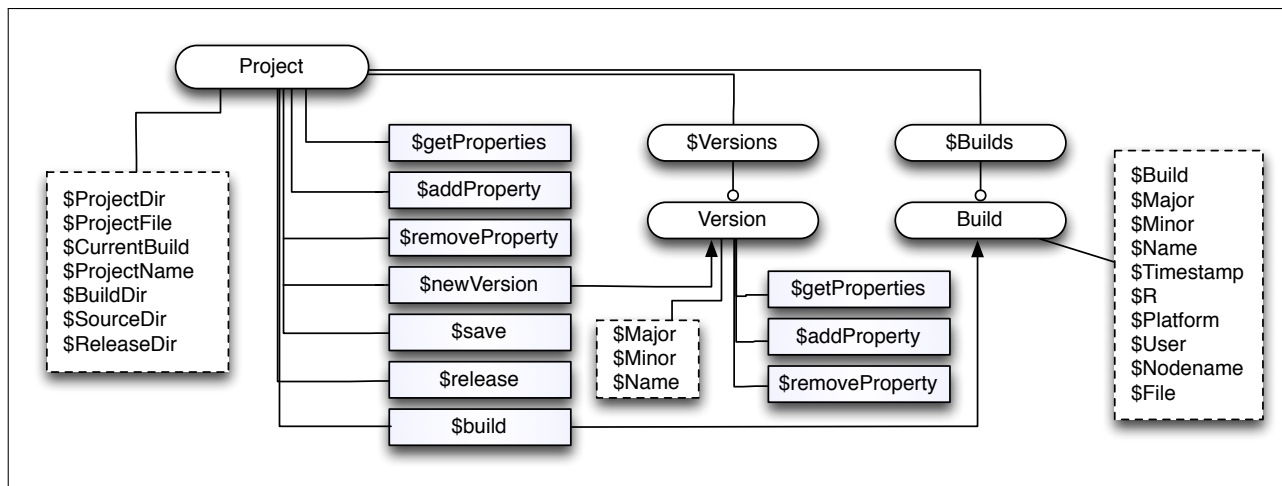 Project
$getProperties
$addProperty
$removeProperty
$newVersion
$save
$release
$build
$ProjectDir
$ProjectFile
$CurrentBuild
$ProjectName
$BuildDir
$SourceDir
$ReleaseDir
$Versions
Version
$Major
$Minor
$Name
$getProperties
$addProperty
$removeProperty
$Builds
Build
$Build
$Major
$Minor
$Name
$Timestamp
$R
$Platform
$User
$Nodename
$File